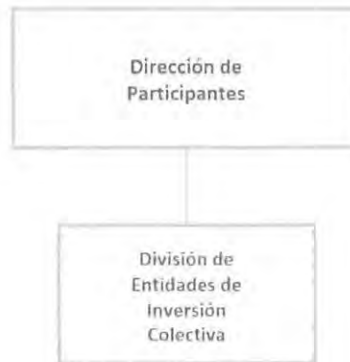 Dirección de
Participantes
División de
Entidades de
Inversión
Colectiva